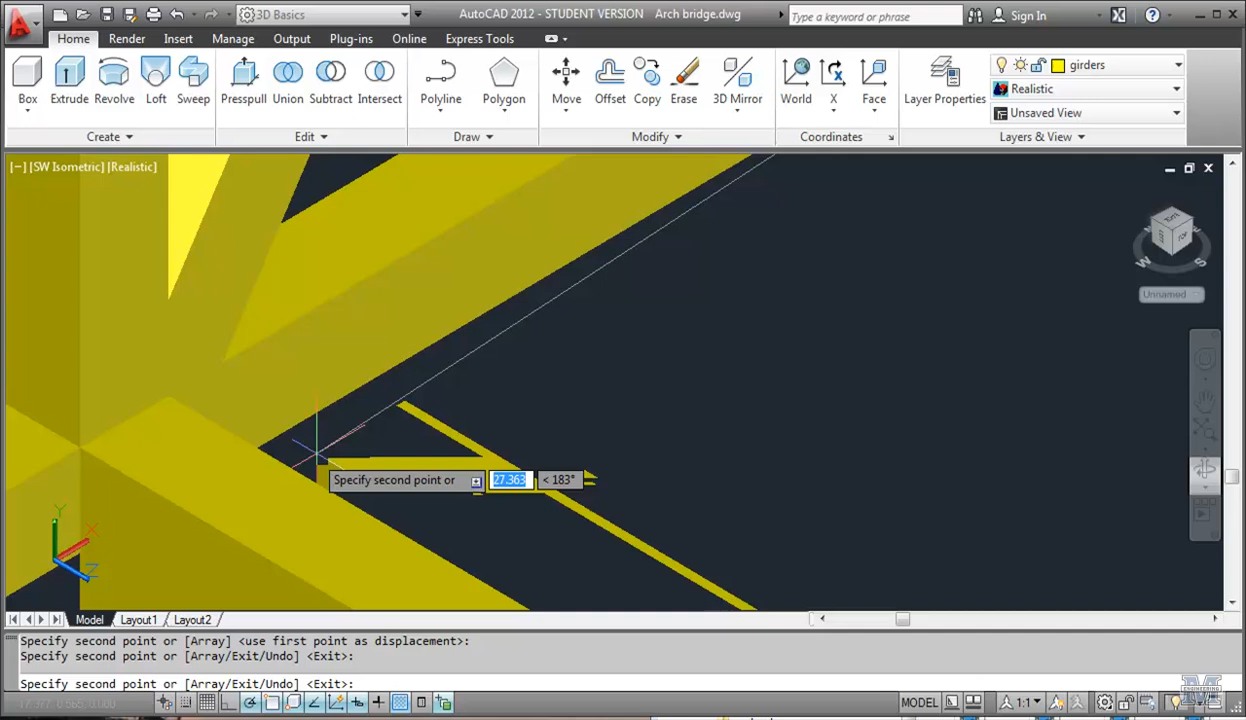 3D Basics
AutoCAD 2012 - STUDENT VERSION Arch bridge.dwg
Type a keyword or phrase
Sign In
Home Render Insert Manage Output Plug-ins Online Express Tools
Box Extrude Revolve Loft Sweep
Presspull Union Subtract Intersect
Polyline Polygon
Move Offset Copy Erase 3D Mirror
World X Face
Layer Properties
girders
Realistic
Unsaved View
Create Edit Draw Modify Coordinates Layers & View
[−] [SW Isometric] [Realistic]
W S
Unnamed
Specify second point or 27.363 < 183°
Y X Z
Model Layout1 Layout2
Specify second point or [Array] <use first point as displacement>:
Specify second point or [Array/Exit/Undo] <Exit>:
Specify second point or [Array/Exit/Undo] <Exit>:
MODEL 1:1
ENGINEERING